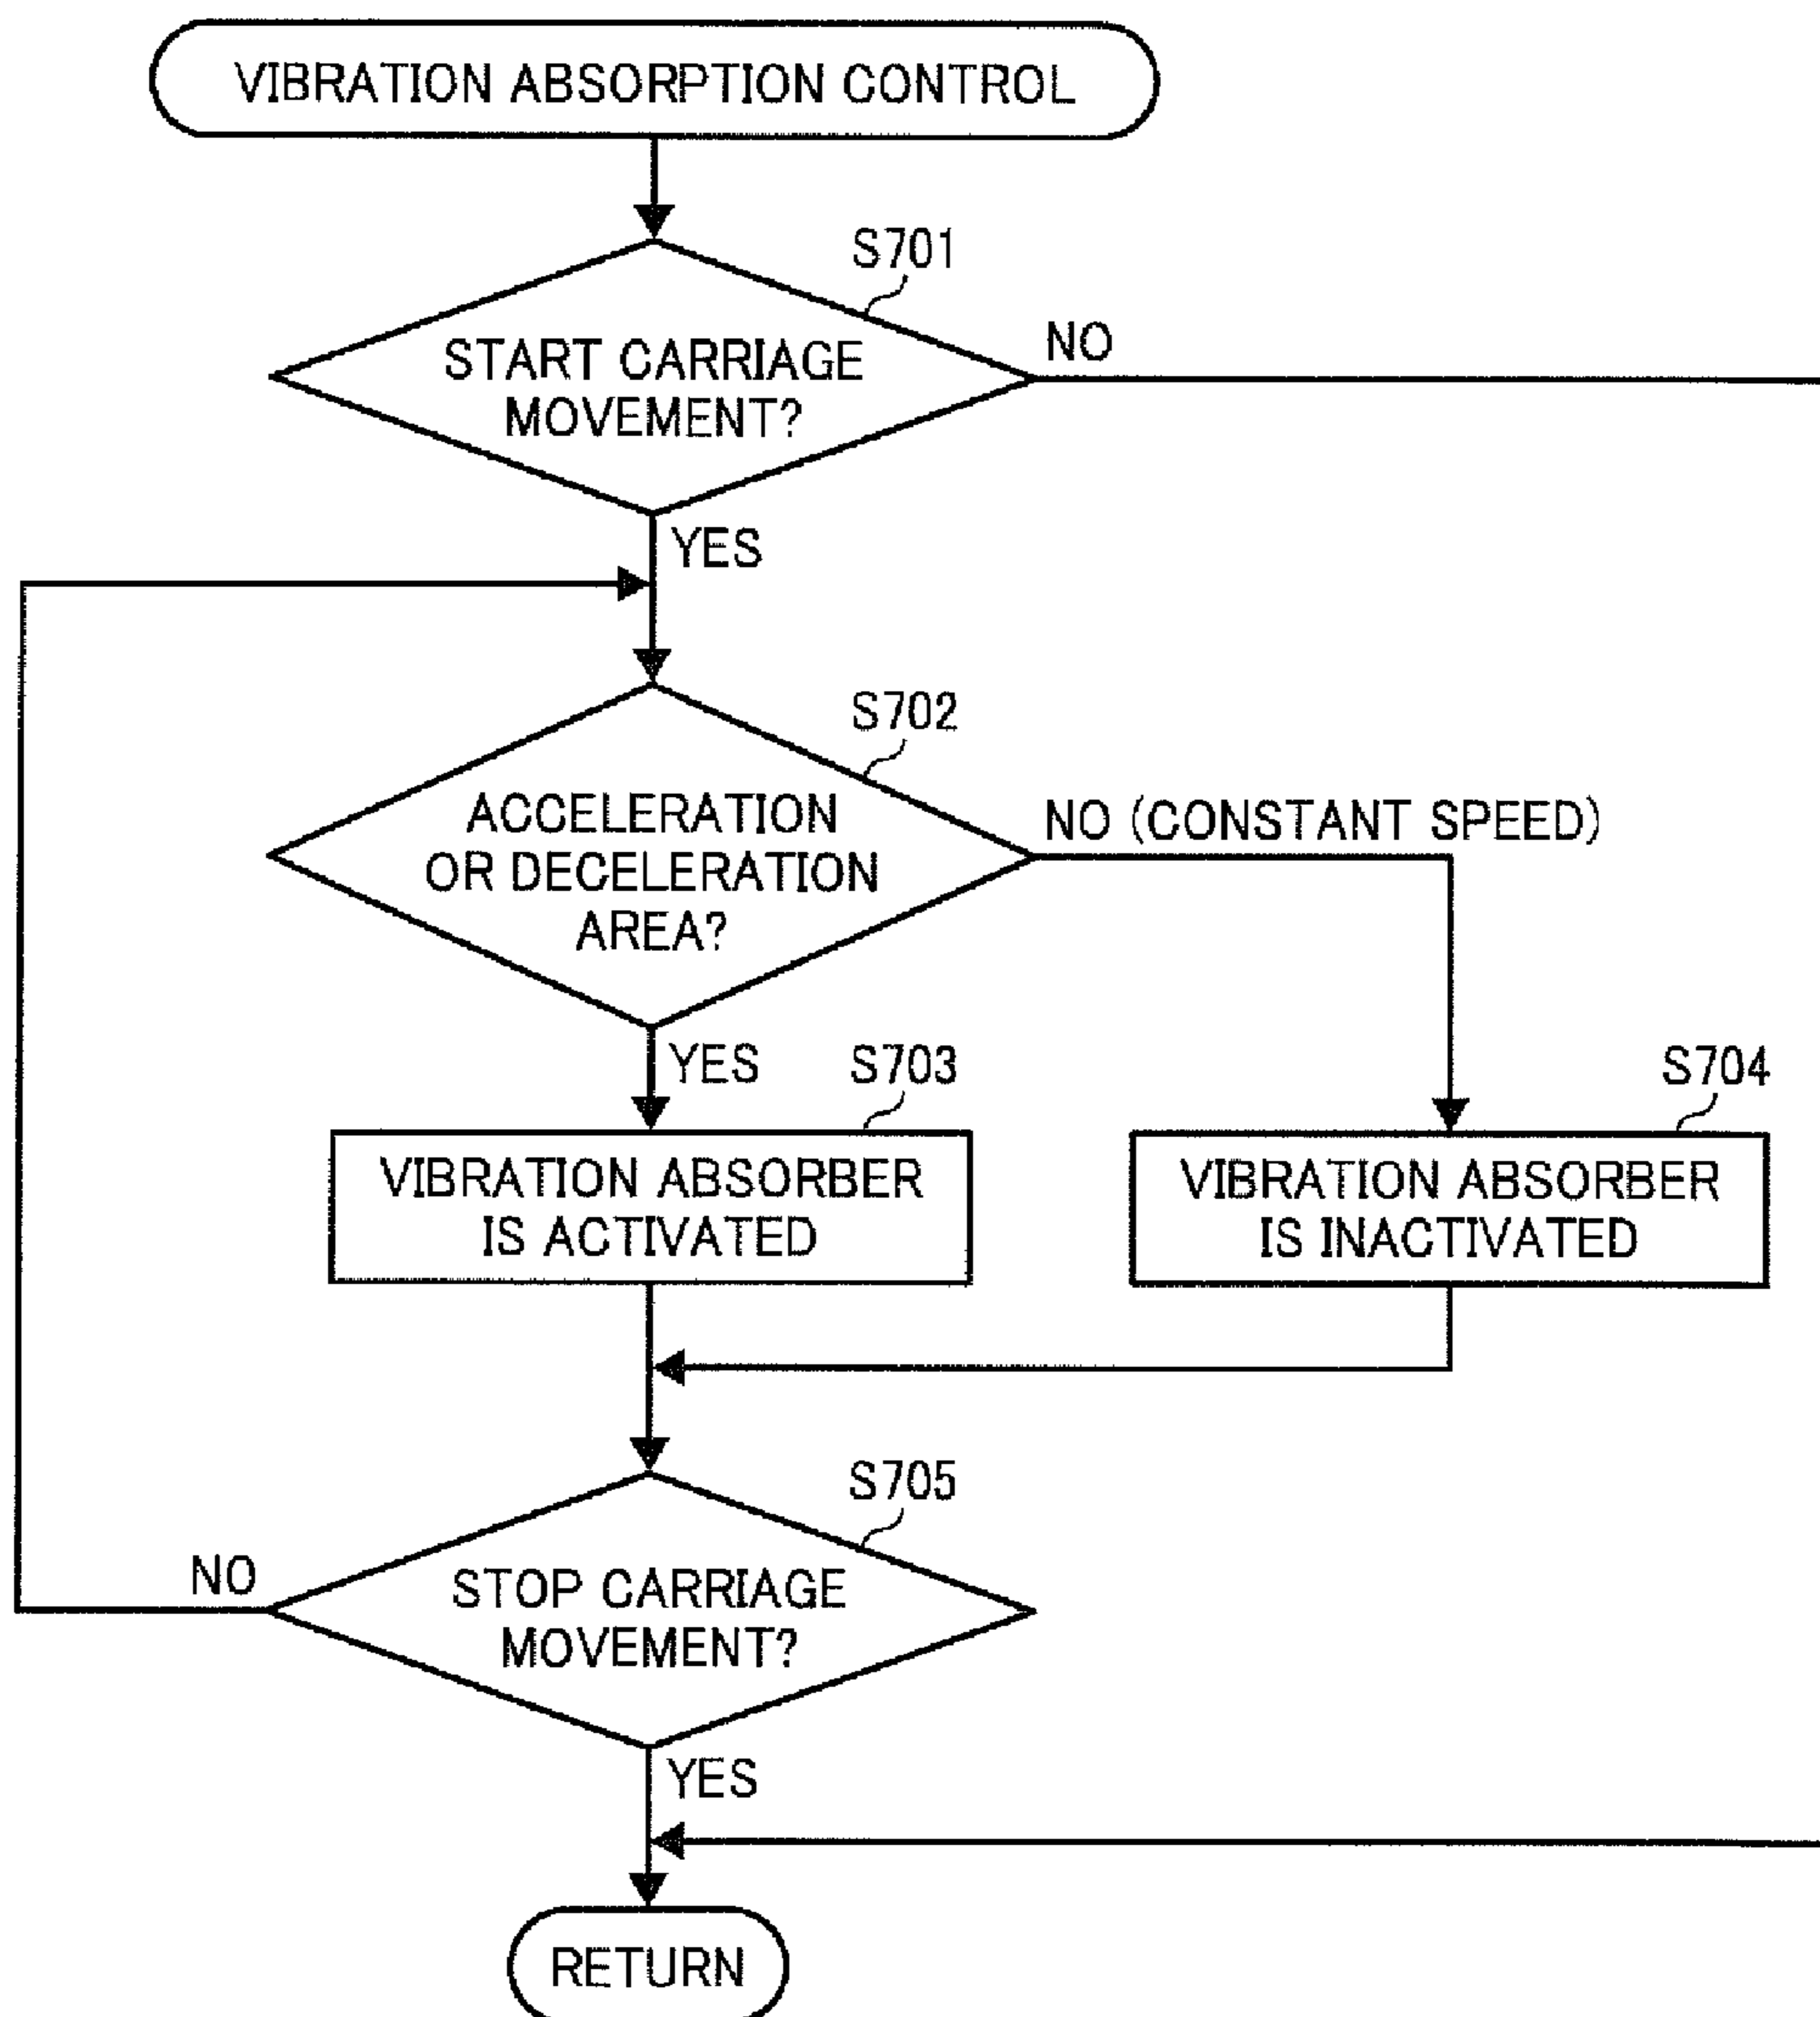 VIBRATION ABSORPTION CONTROL
S701
START CARRIAGE
MOVEMENT?
NO
YES
S702
ACCELERATION
OR DECELERATION
AREA?
NO (CONSTANT SPEED)
YES
S703
S704
VIBRATION ABSORBER
IS ACTIVATED
VIBRATION ABSORBER
IS INACTIVATED
S705
NO
STOP CARRIAGE
MOVEMENT?
YES
RETURN